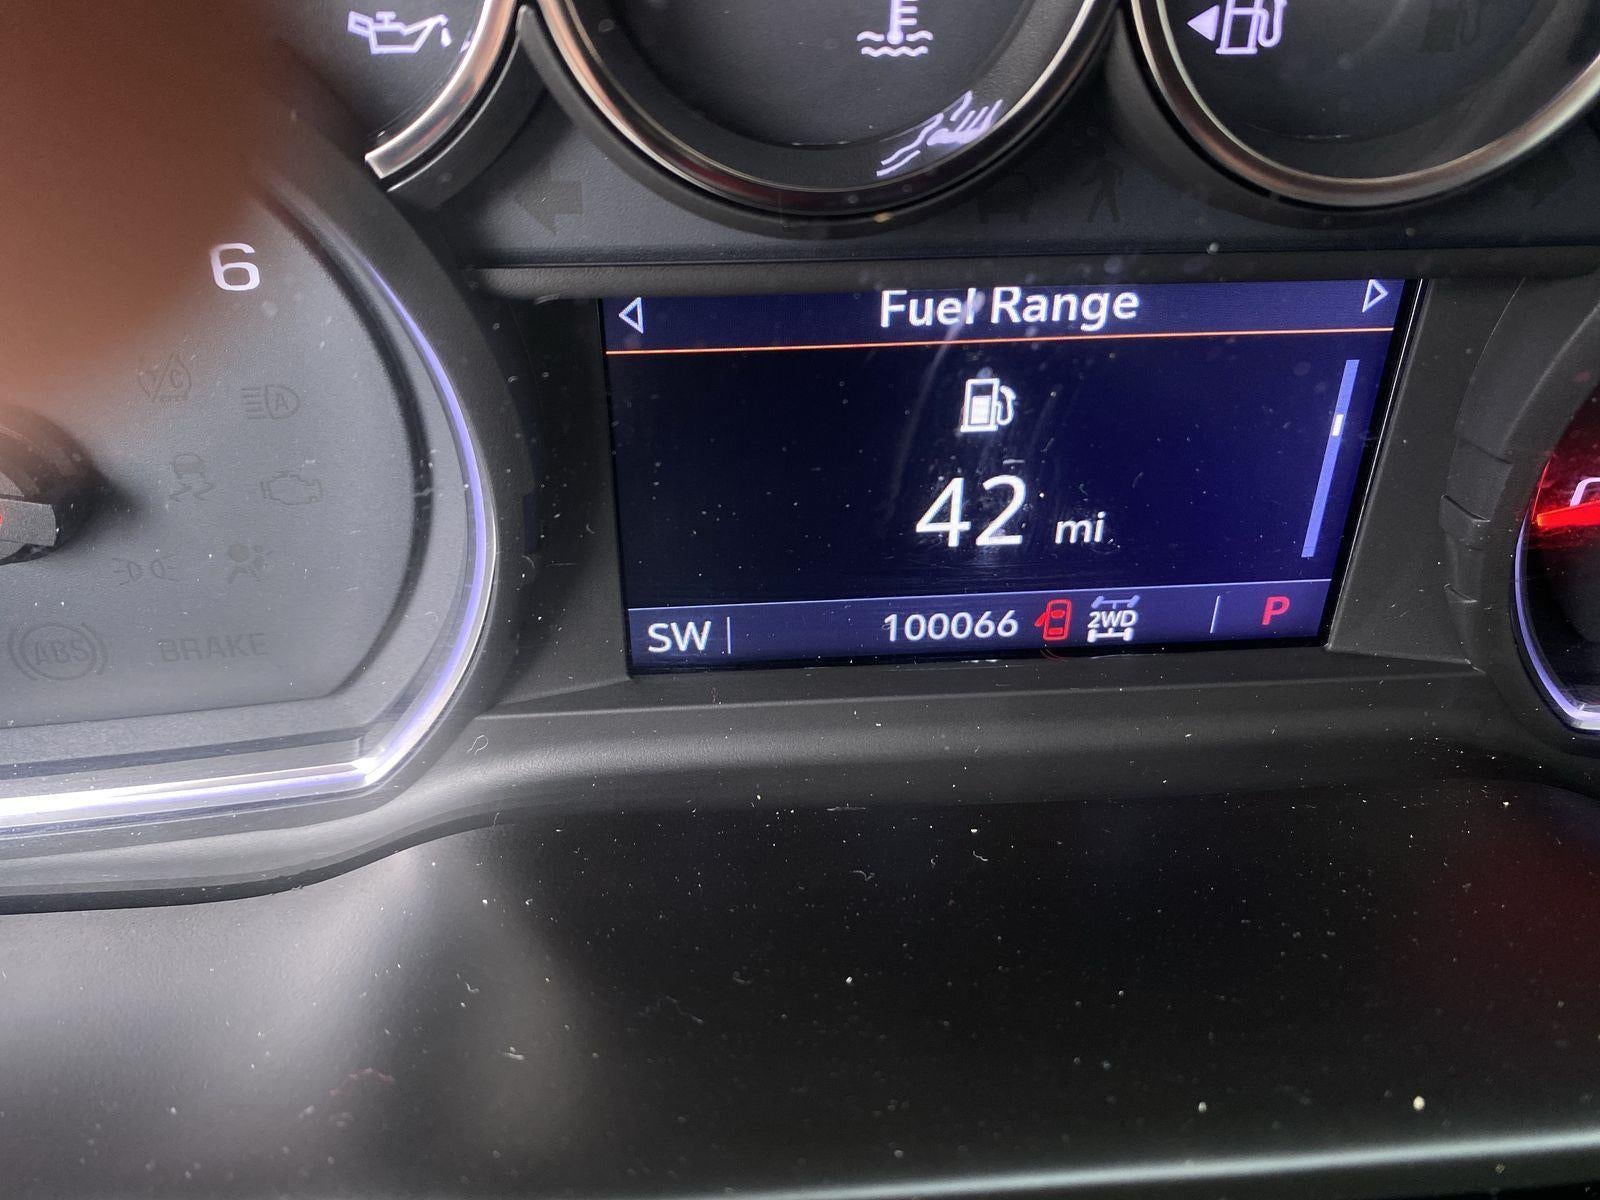 6
Fuel Range
42 mi
SW 100066 2WD P
T/C
A
ABS BRAKE